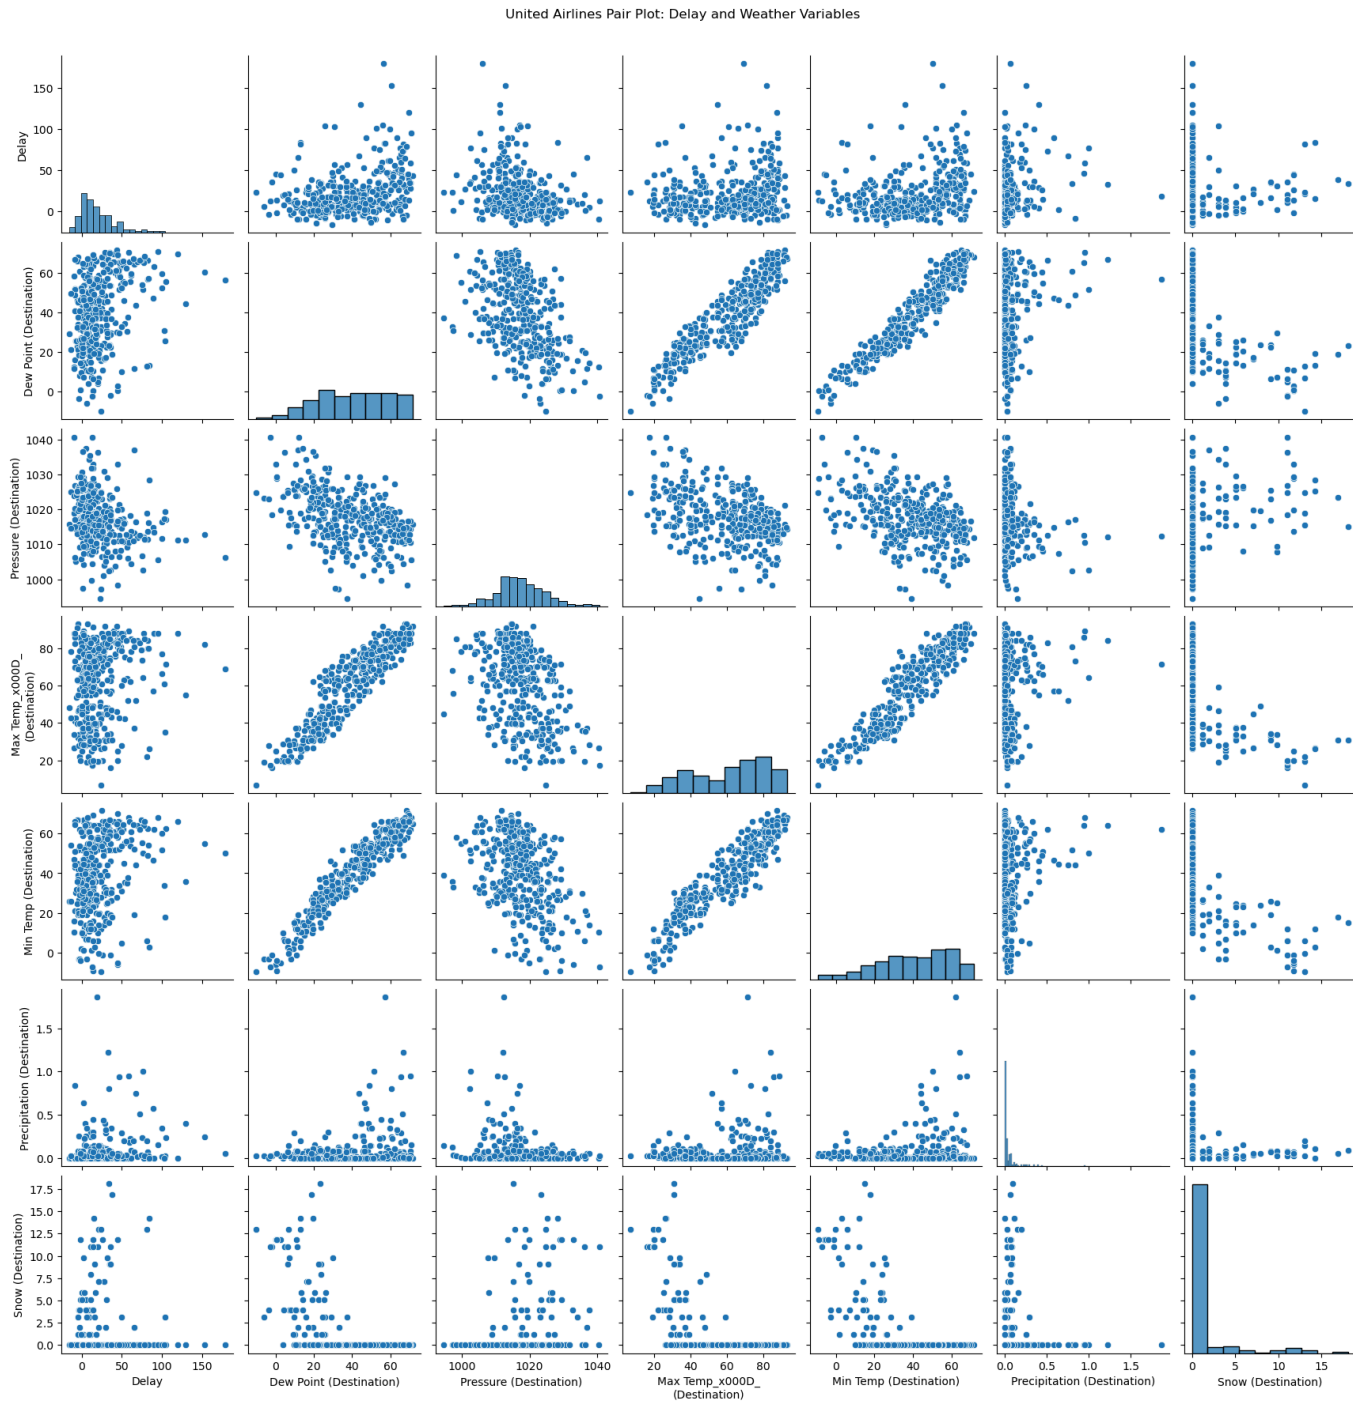 United Airlines Pair Plot: Delay and Weather Variables
Delay
150
100
50
0
Dew Point (Destination)
60
40
20
0
Pressure (Destination)
1040
1030
1020
1010
1000
Max Temp_x000D_
(Destination)
80
60
40
20
Min Temp (Destination)
60
40
20
0
Precipitation (Destination)
1.5
1.0
0.5
0.0
Snow (Destination)
17.5
15.0
12.5
10.0
7.5
5.0
2.5
0.0
0 50 100 150
Delay
0 20 40 60
Dew Point (Destination)
1000 1020 1040
Pressure (Destination)
20 40 60 80
Max Temp_x000D_
(Destination)
0 20 40 60
Min Temp (Destination)
0.0 0.5 1.0 1.5
Precipitation (Destination)
0 5 10 15
Snow (Destination)